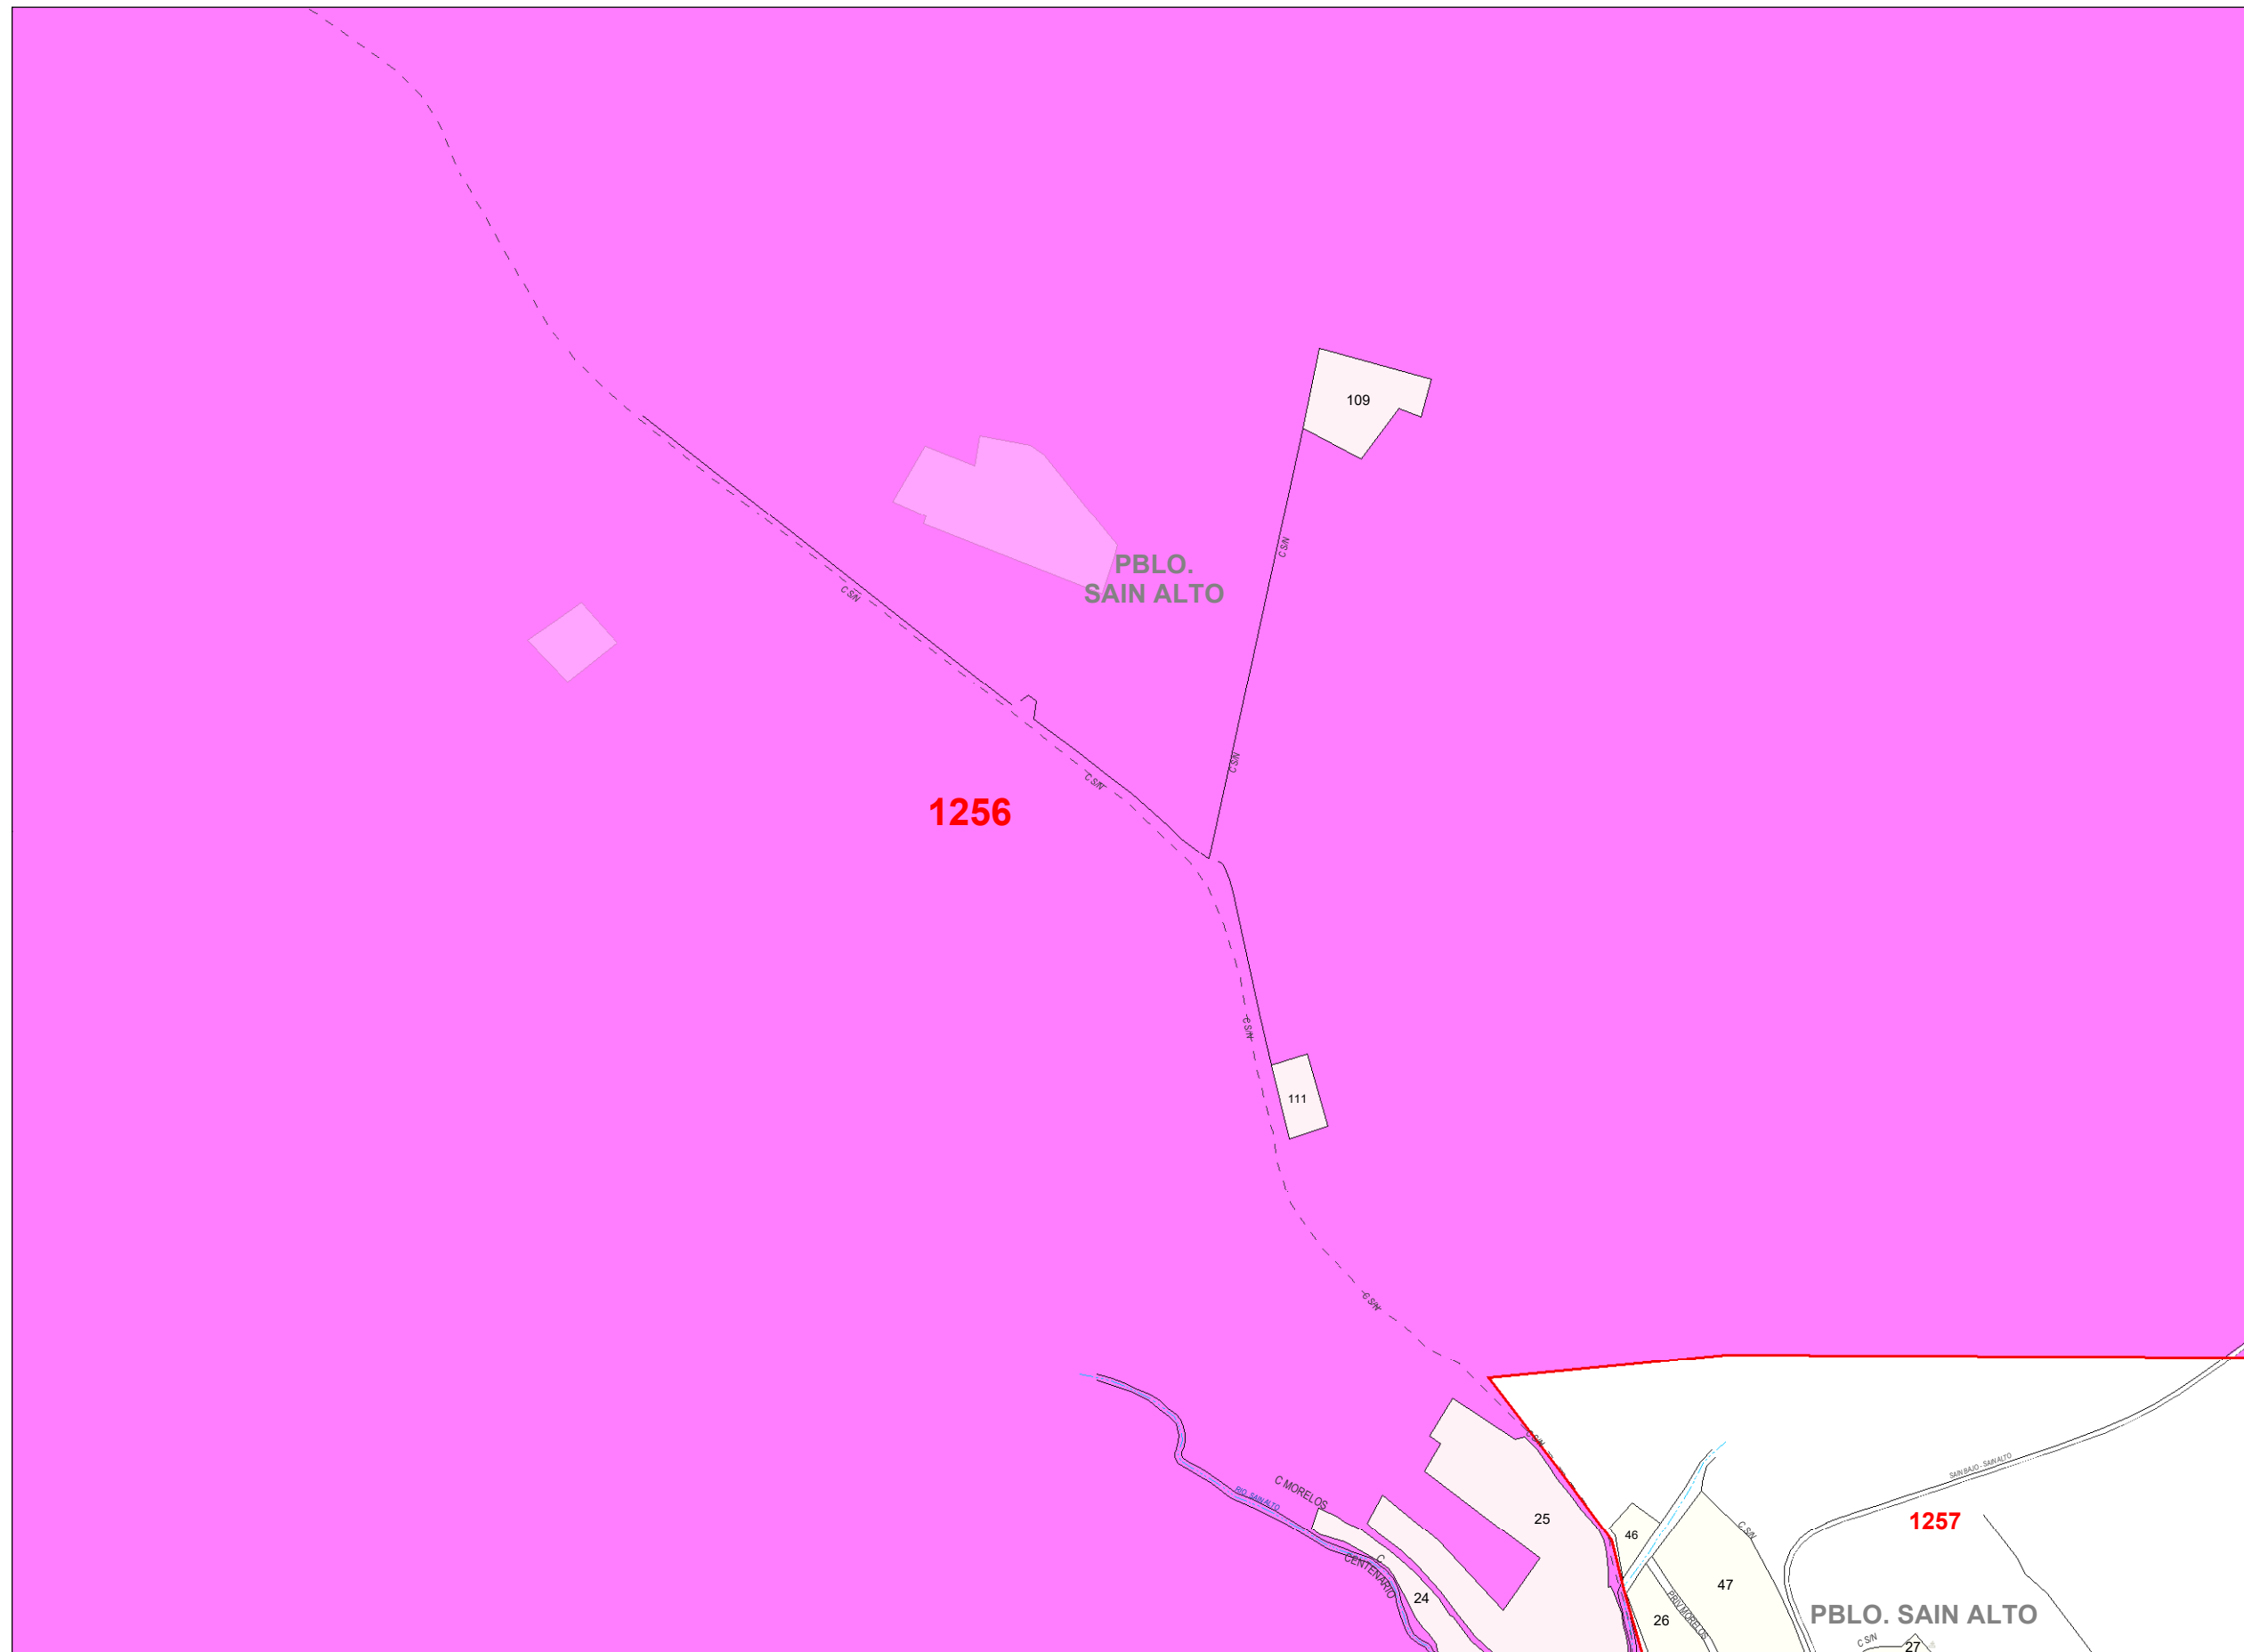 109
C S/N
PBLO.
SAIN ALTO
C S/N
C S/N
C S/N
1256
C S/N
111
C S/N
C S/N
SAIN BAJO - SAIN ALTO
C MORELOS
RIO SAIN ALTO
25
1257
C S/N
46
C
CENTENARIO
47
24
PRIV MORELOS
PBLO. SAIN ALTO
26
C S/N
27